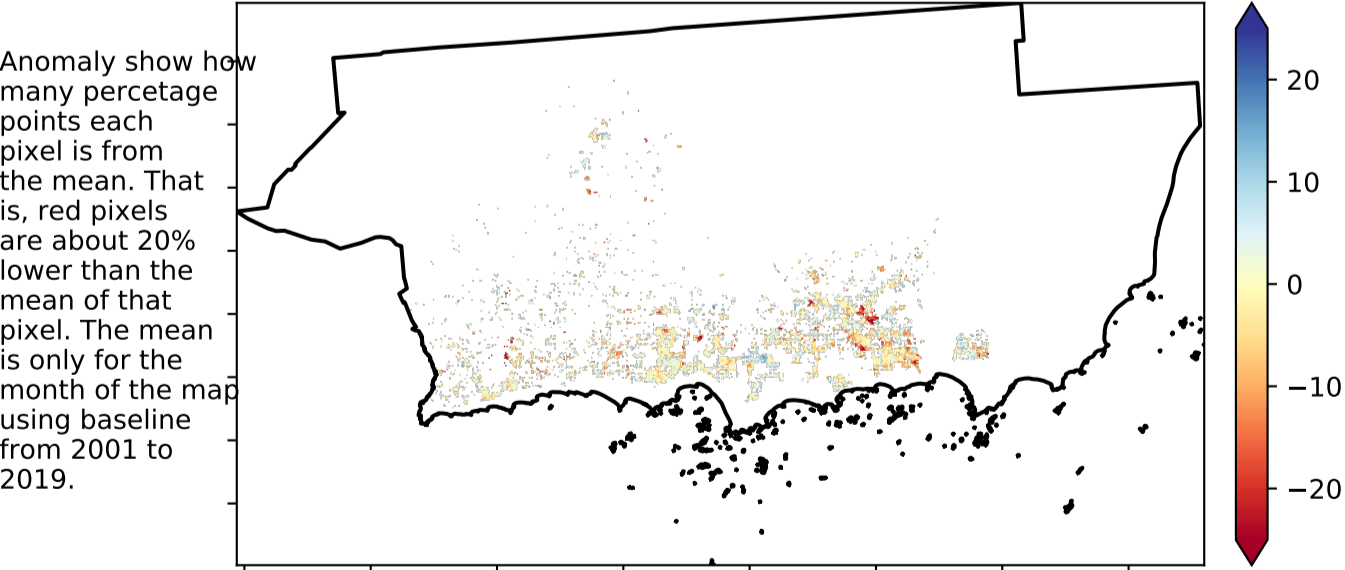 Anomaly show how
many percetage
points each
pixel is from
the mean. That
is, red pixels
are about 20%
lower than the
mean of that
pixel. The mean
is only for the
month of the map
using baseline
from 2001 to
2019.
20
10
0
−10
−20